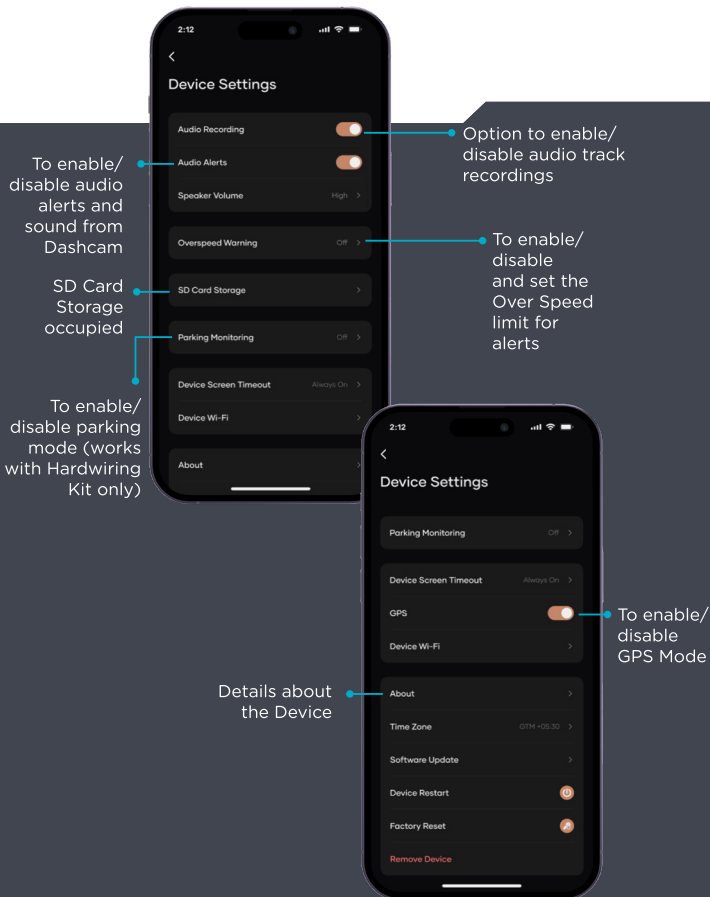 2:12
Device Settings
Audio Recording
Audio Alerts
Speaker Volume High
Overspeed Warning Off
SD Card Storage
Parking Monitoring Off
Device Screen Timeout Always On
Device Wi-Fi
About
To enable/
disable audio
alerts and
sound from
Dashcam
SD Card
Storage
occupied
To enable/
disable parking
mode (works
with Hardwiring
Kit only)
Option to enable/
disable audio track
recordings
To enable/
disable
and set the
Over Speed
limit for
alerts
2:12
Device Settings
Parking Monitoring Off
Device Screen Timeout Always On
GPS
Device Wi-Fi
About
Time Zone GTM +05:30
Software Update
Device Restart
Factory Reset
Remove Device
To enable/
disable
GPS Mode
Details about
the Device